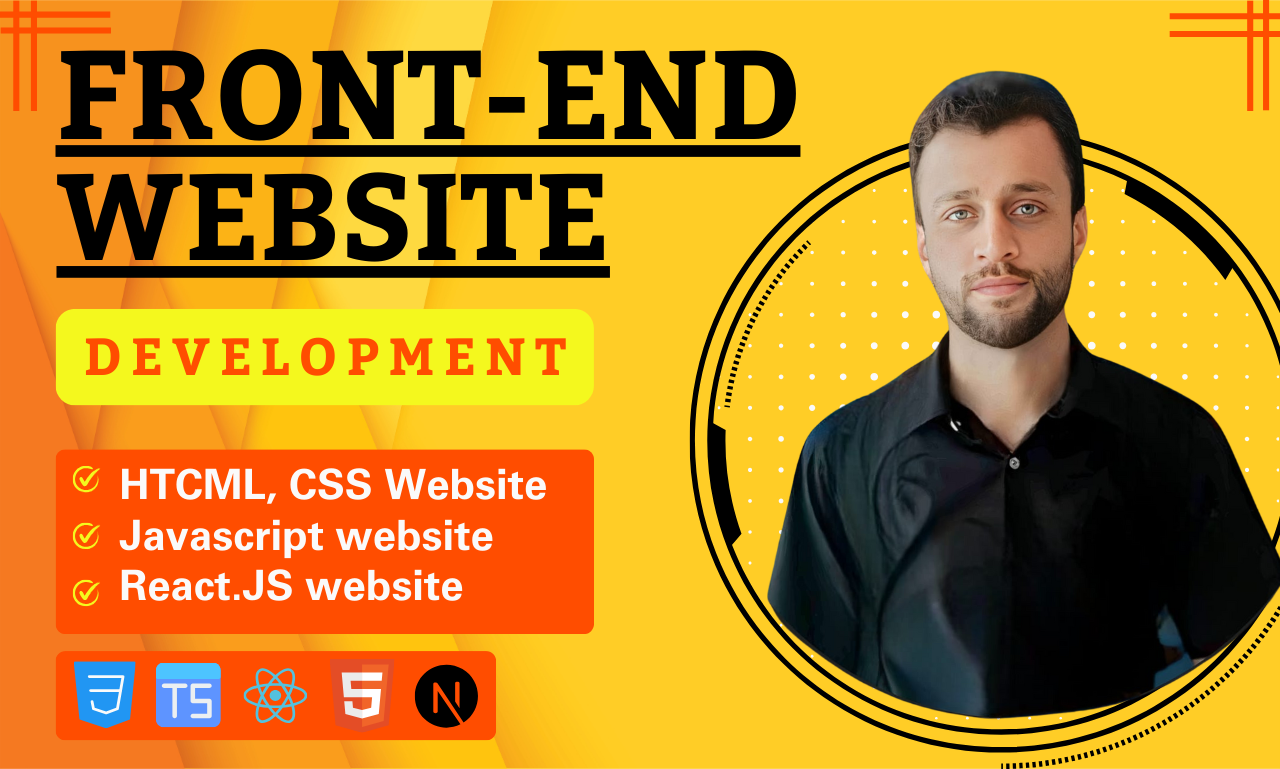 FRONT-END
WEBSITE
DEVELOPMENT
HTCML, CSS Website
Javascript website
React.JS website
TS
5
N